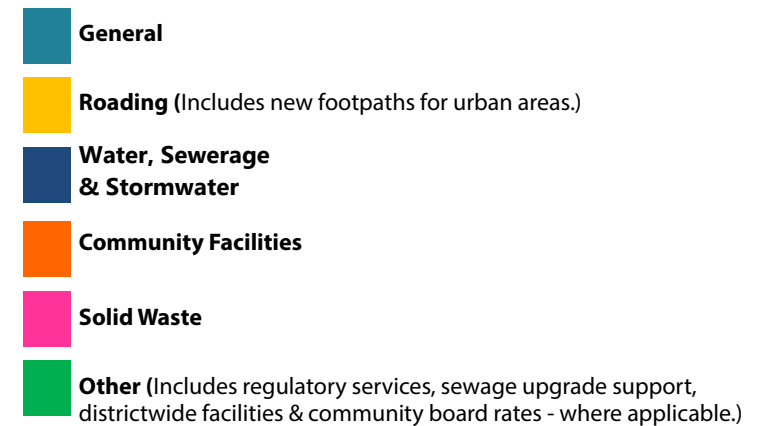 General
Roading (Includes new footpaths for urban areas.)
Water, Sewerage
& Stormwater
Community Facilities
Solid Waste
Other (Includes regulatory services, sewage upgrade support,
districtwide facilities & community board rates - where applicable.)